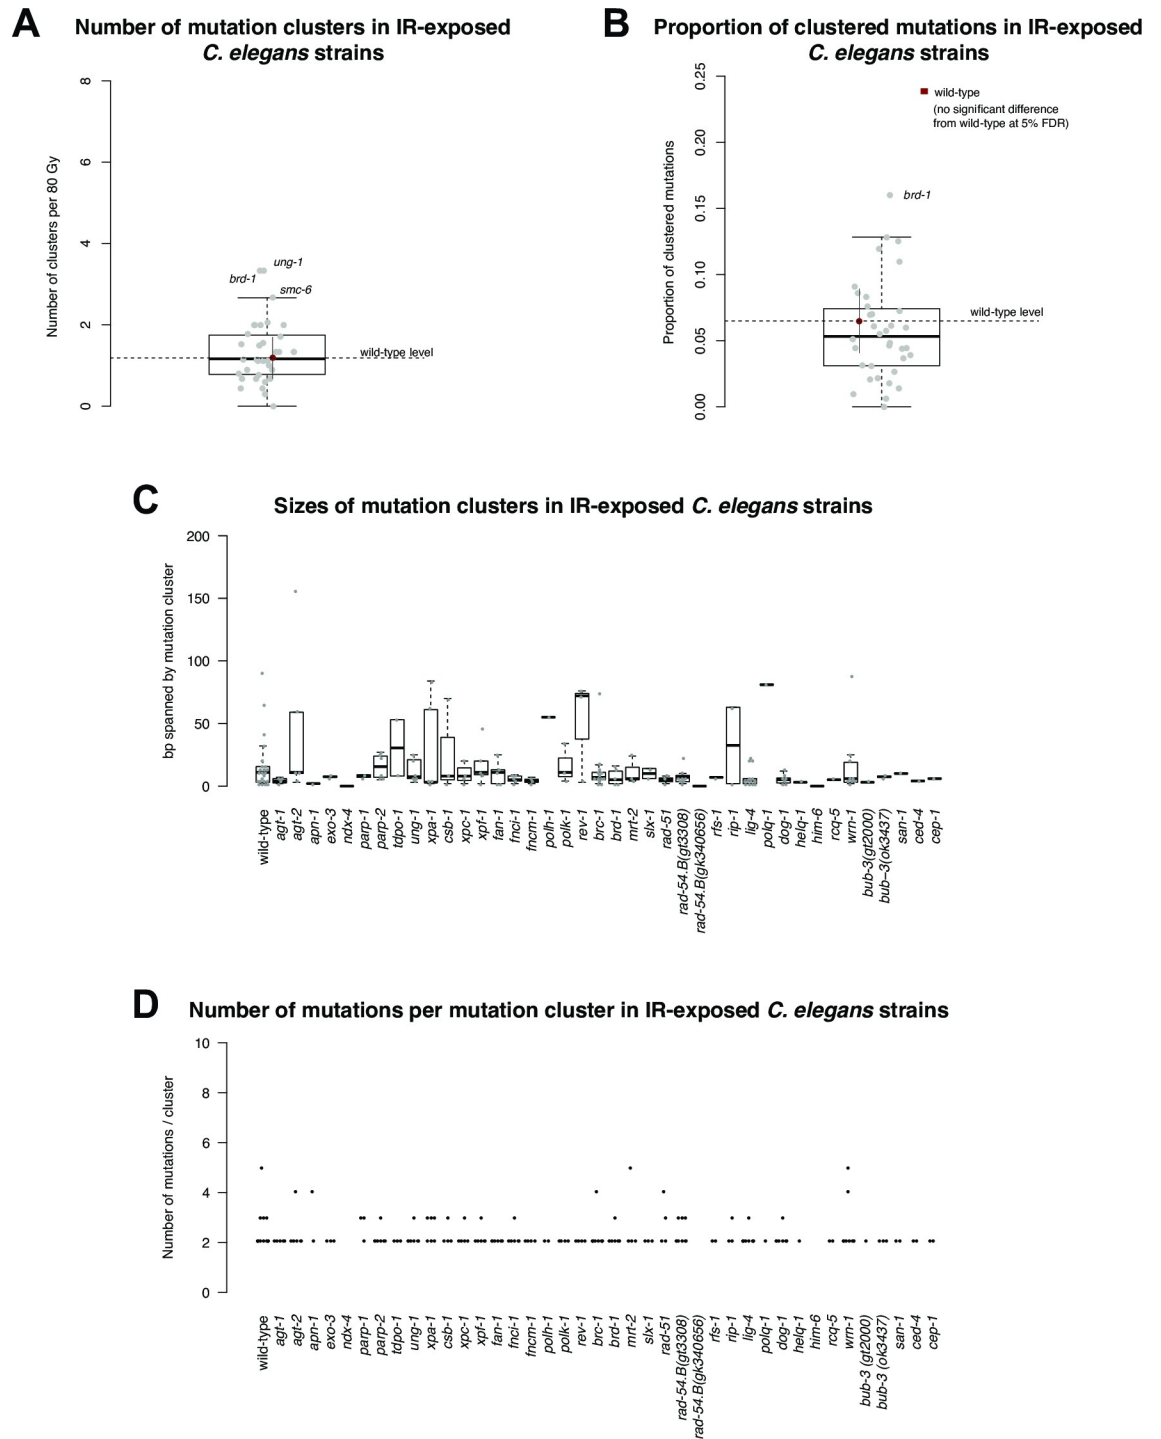 A
Number of mutation clusters in IR-exposed
C. elegans strains
Number of clusters per 80 Gy
8
6
4
2
0
ung-1
brd-1
smc-6
wild-type level
B
Proportion of clustered mutations in IR-exposed
C. elegans strains
Proportion of clustered mutations
0.25
0.20
0.15
0.10
0.05
0.00
wild-type
(no significant difference
from wild-type at 5% FDR)
brd-1
wild-type level
C
Sizes of mutation clusters in IR-exposed C. elegans strains
bp spanned by mutation cluster
200
150
100
50
0
wild-type
agt-1
agt-2
apn-1
exo-3
ndx-4
parp-1
parp-2
tdpo-1
ung-1
xpa-1
csb-1
xpc-1
xpf-1
fan-1
fnci-1
fncm-1
polh-1
polk-1
rev-1
brc-1
brd-1
mrt-2
slx-1
rad-51
rad-54.B(gt3308)
rad-54.B(gk340656)
rfs-1
rip-1
lig-4
polq-1
dog-1
helq-1
him-6
rcq-5
wrn-1
bub-3(gt2000)
bub–3(ok3437)
san-1
ced-4
cep-1
D
Number of mutations per mutation cluster in IR-exposed C. elegans strains
Number of mutations / cluster
10
8
6
4
2
0
wild-type
agt-1
agt-2
apn-1
exo-3
ndx-4
parp-1
parp-2
tdpo-1
ung-1
xpa-1
csb-1
xpc-1
xpf-1
fan-1
fnci-1
fncm-1
polh-1
polk-1
rev-1
brc-1
brd-1
mrt-2
slx-1
rad-51
rad-54.B(gt3308)
rad-54.B(gk340656)
rfs-1
rip-1
lig-4
polq-1
dog-1
helq-1
him-6
rcq-5
wrn-1
bub-3 (gt2000)
bub-3 (ok3437)
san-1
ced-4
cep-1